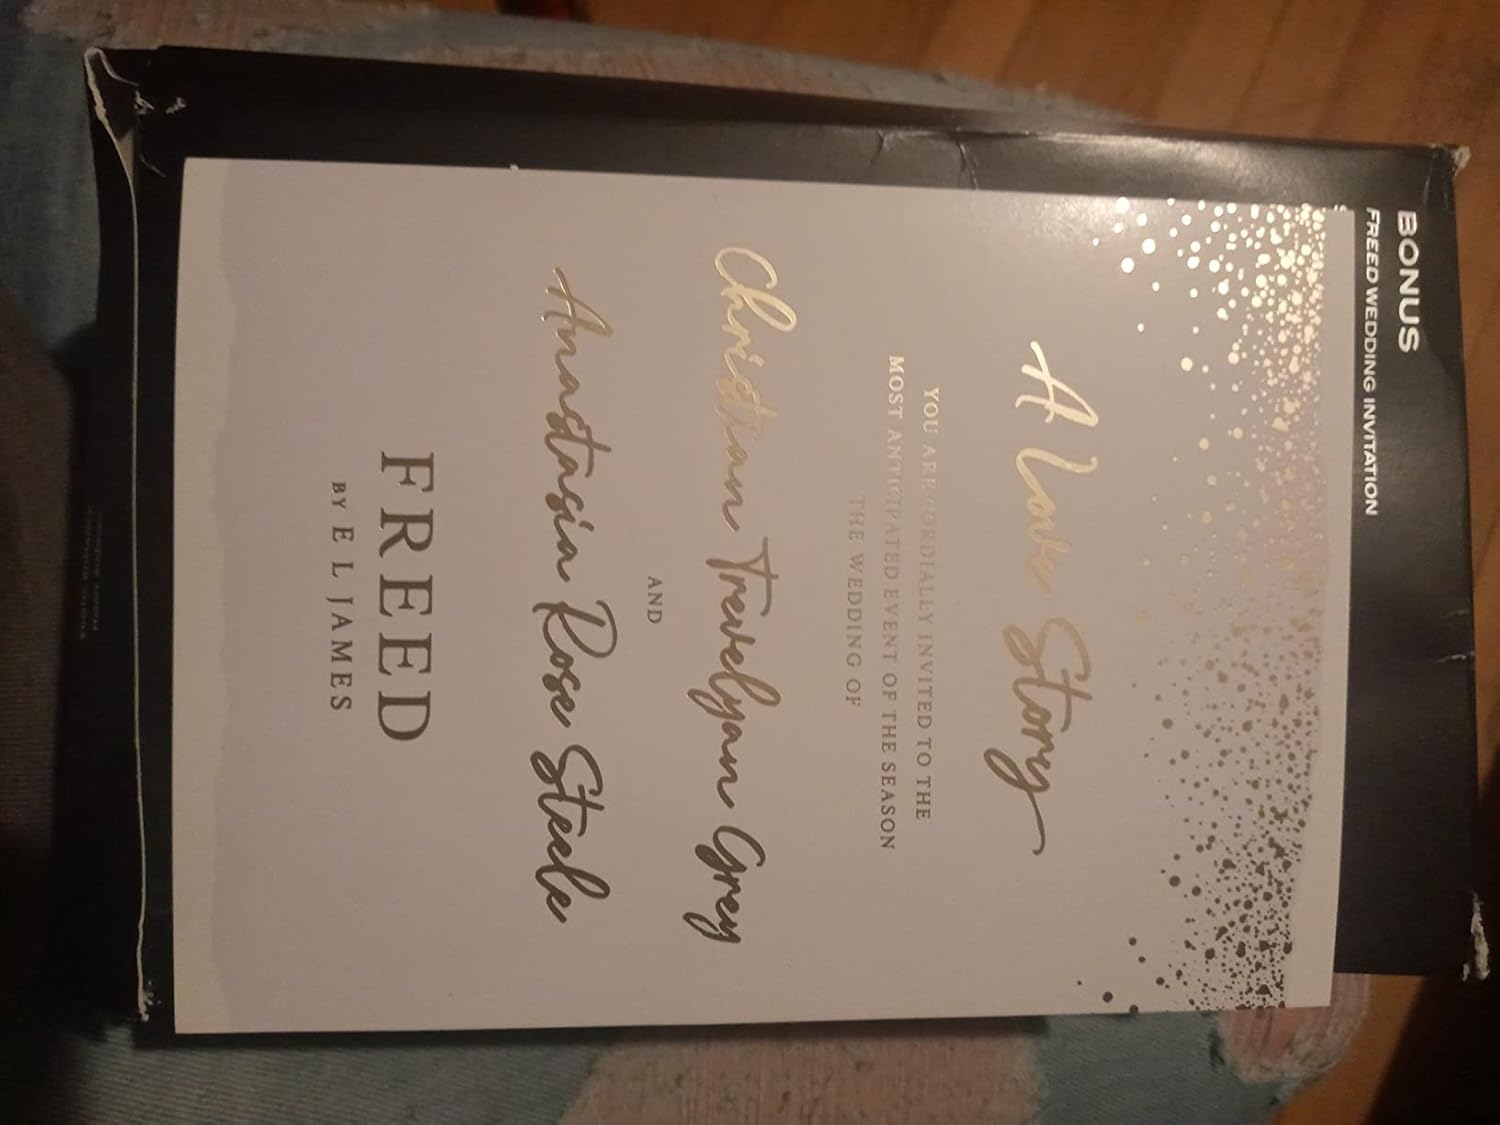 BONUS
FREED WEDDING INVITATION
A Love Story
YOU ARE CORDIALLY INVITED TO THE
MOST ANTICIPATED EVENT OF THE SEASON
THE WEDDING OF
Christian Trevelyan Grey
AND
Anastasia Rose Steele
FREED
BY E L JAMES